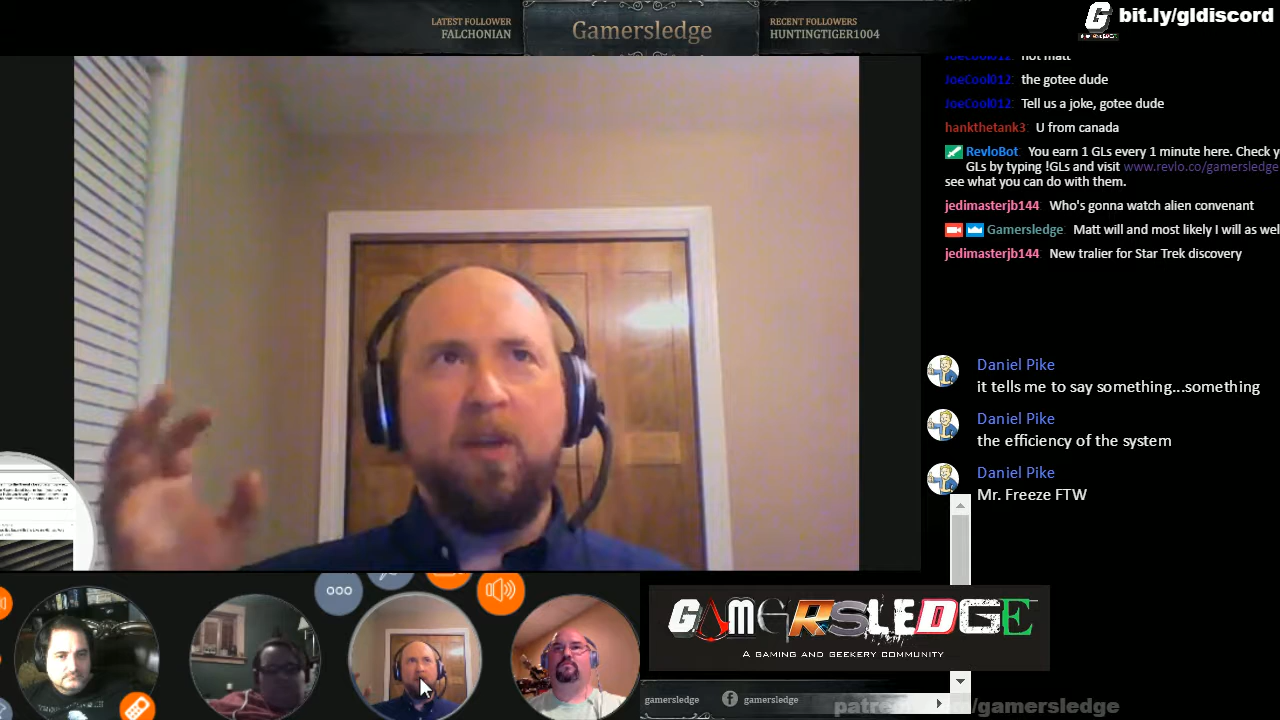 LATEST FOLLOWER
FALCHONIAN
Gamersledge
RECENT FOLLOWERS
HUNTINGTIGER1004
bit.ly/gldiscord
JoeCool012: not matt
JoeCool012: the gotee dude
JoeCool012: Tell us a joke, gotee dude
hankthetank3: U from canada
RevloBot: You earn 1 GLs every 1 minute here. Check y
GLs by typing !GLs and visit www.revlo.co/gamersledge
see what you can do with them.
jedimasterjb144: Who's gonna watch alien convenant
Gamersledge: Matt will and most likely I will as wel
jedimasterjb144: New tralier for Star Trek discovery
Daniel Pike
it tells me to say something...something
Daniel Pike
the efficiency of the system
Daniel Pike
Mr. Freeze FTW
GAMERSLEDGE
A GAMING AND GEEKERY COMMUNITY
gamersledge
gamersledge
patreon.com/gamersledge